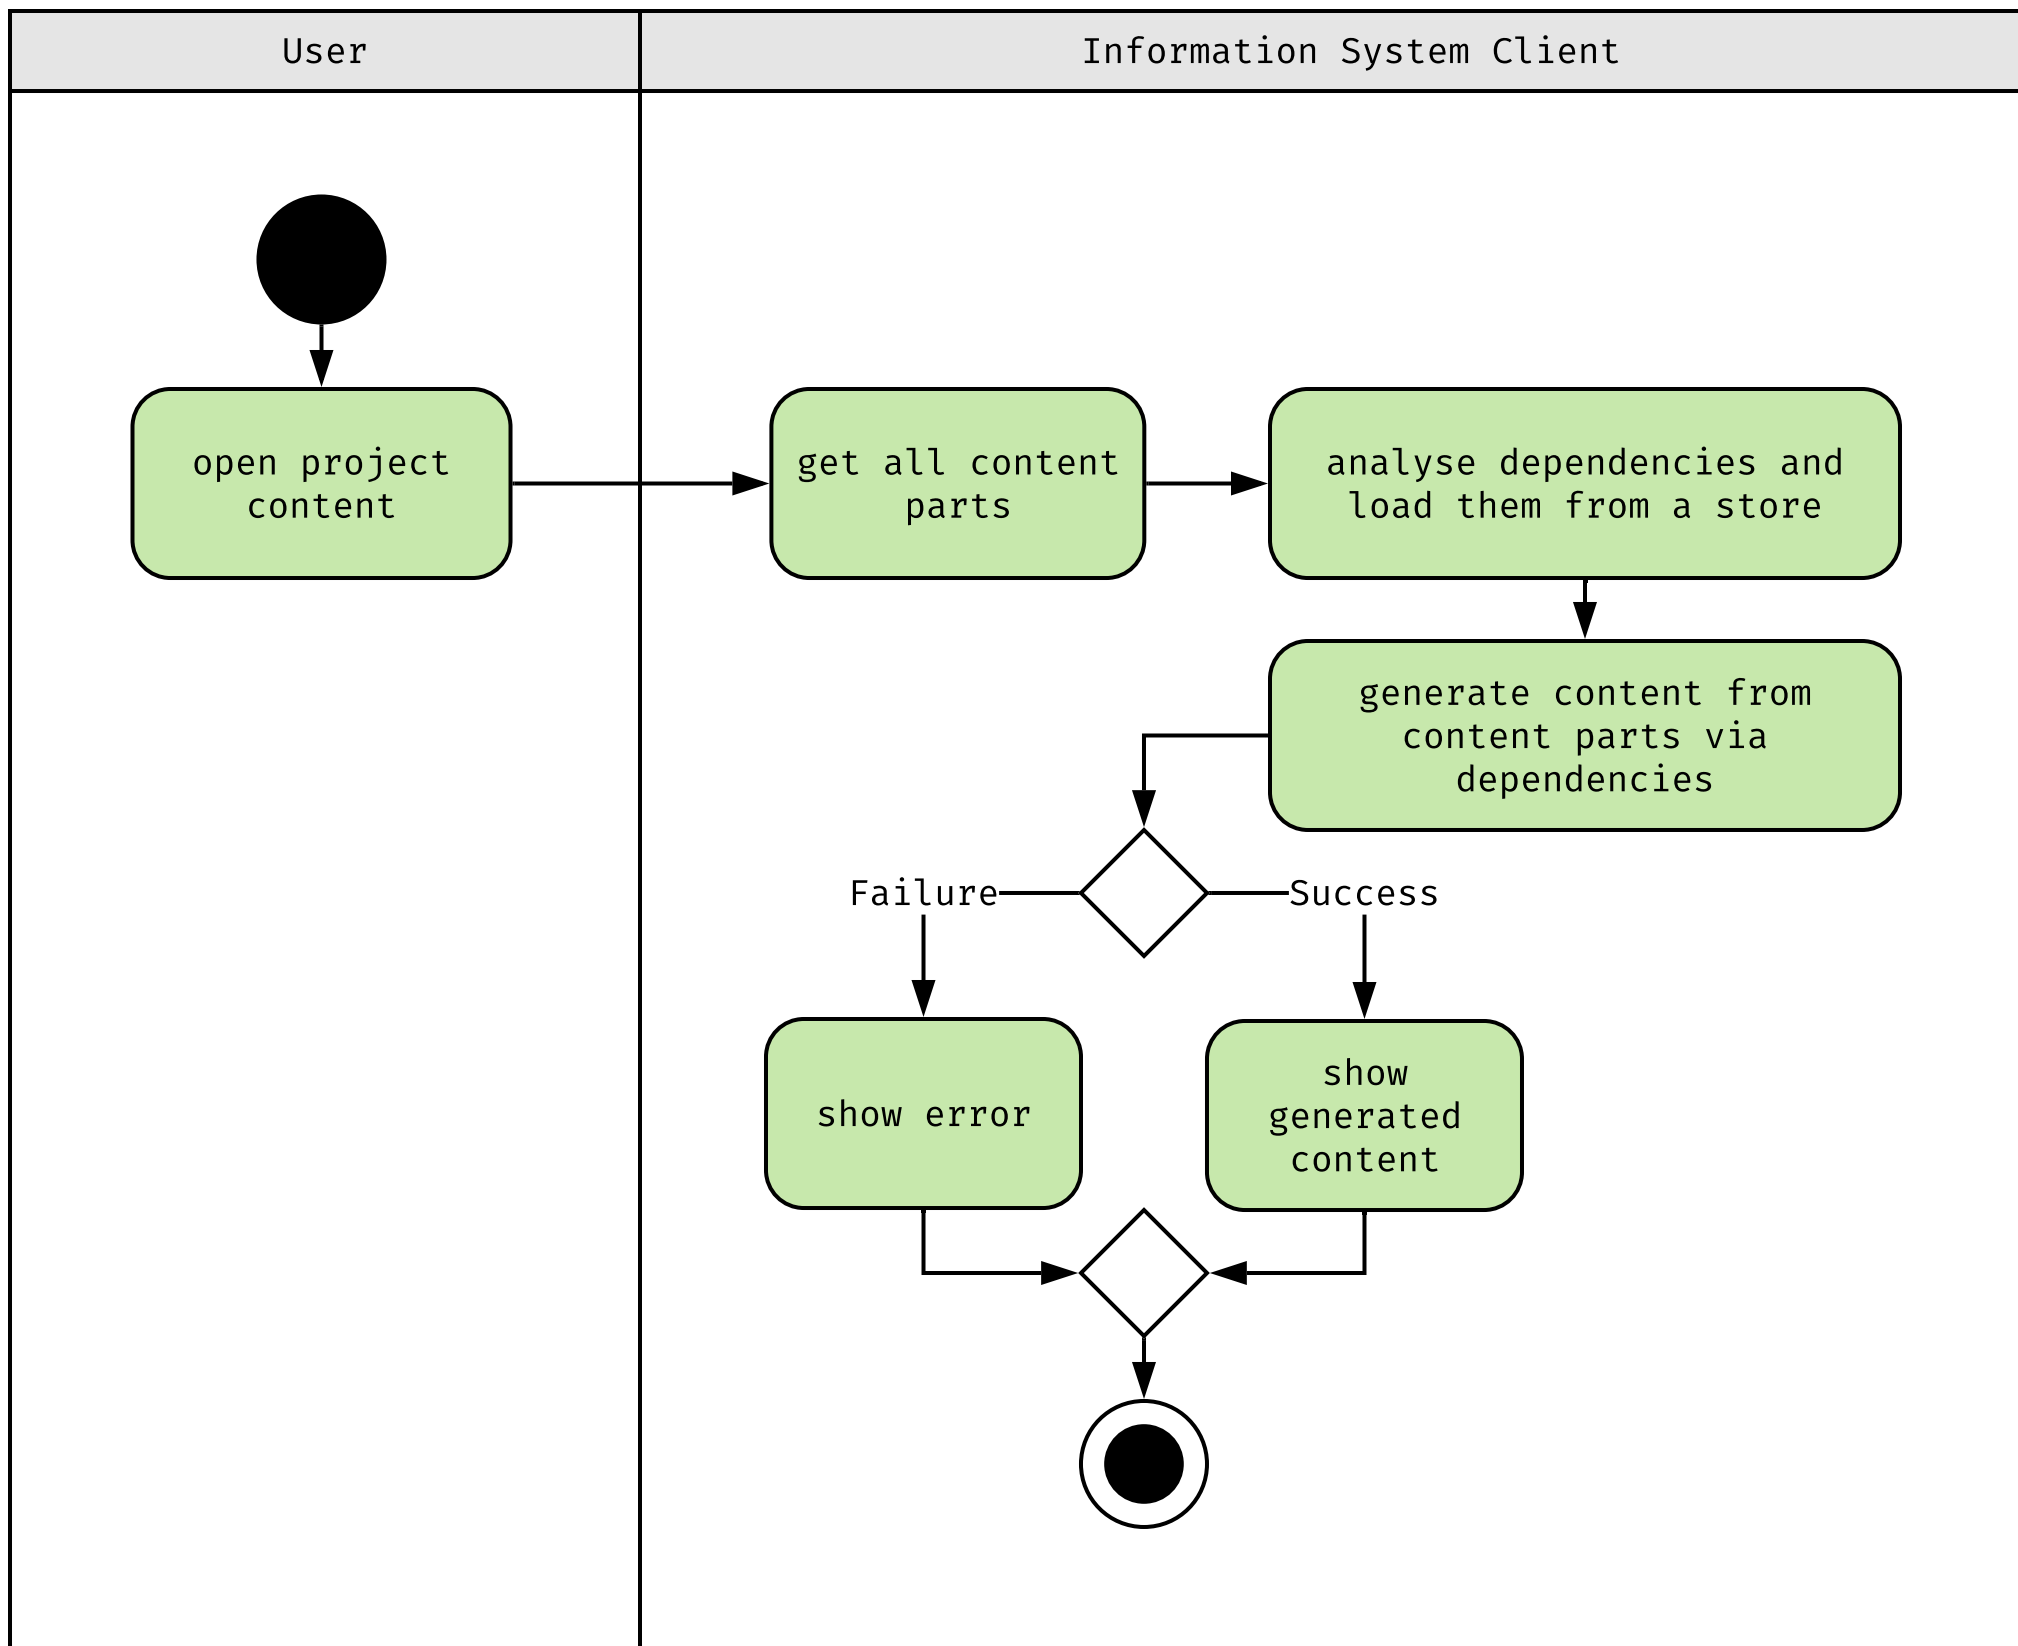 User
Information System Client
open project
content
get all content
parts
analyse dependencies and
load them from a store
generate content from
content parts via
dependencies
Failure
Success
show error
show
generated
content